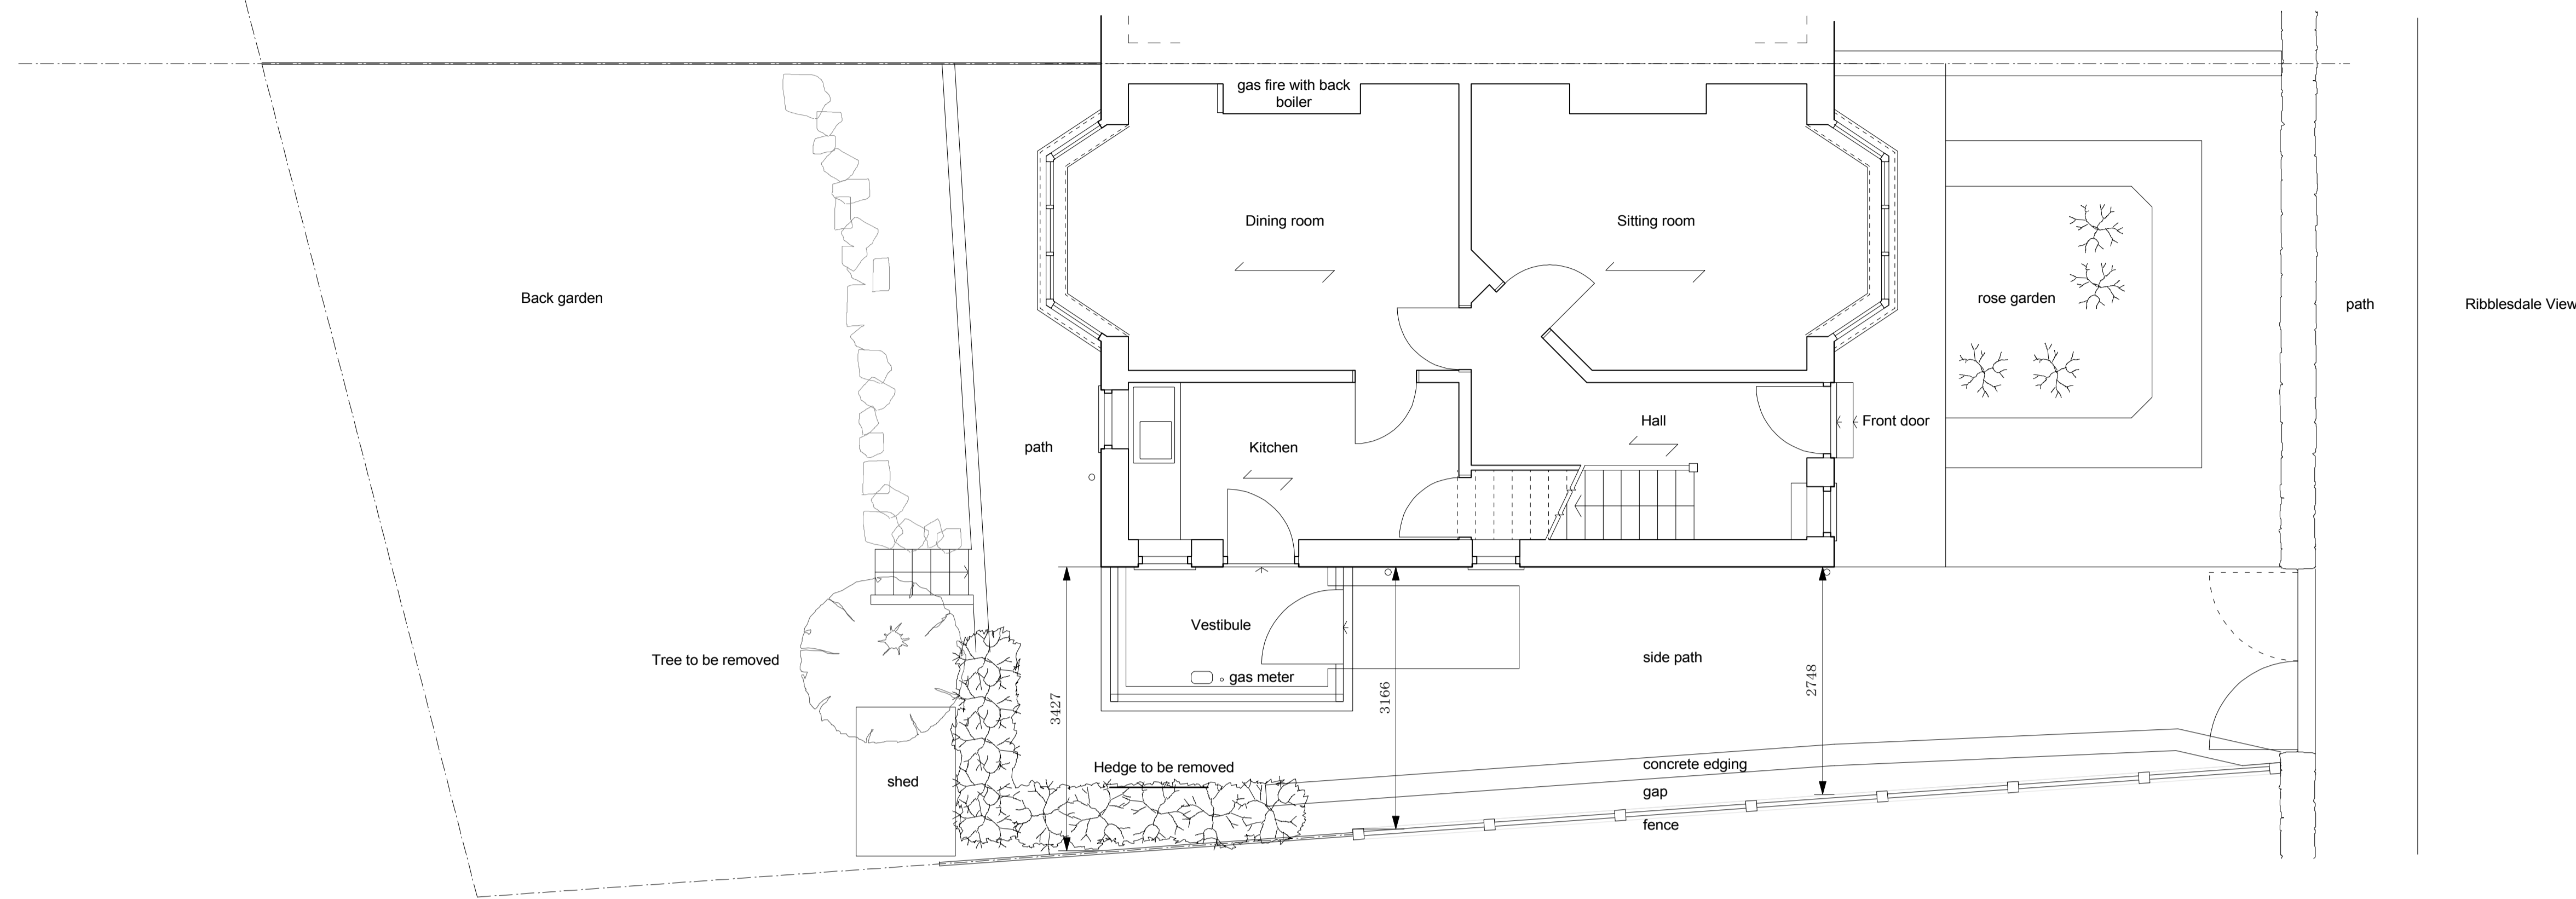 gas fire with back
boiler
Dining room
Sitting room
Back garden
rose garden
path
Ribblesdale View
Hall
Front door
path
Kitchen
Vestibule
Tree to be removed
side path
gas meter
3427
3166
2748
Hedge to be removed
concrete edging
shed
gap
fence